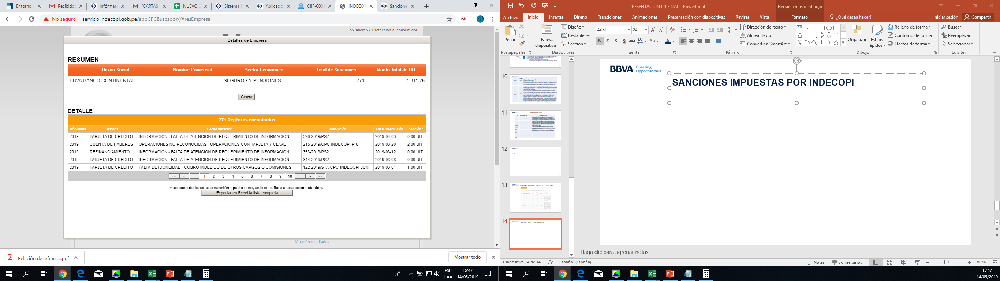 Entorno
Recibidos
Infórmate
"CARTAS
NUEVO
Sistema
Aplicacio
CIIF-0001
INDECOP
Sancione
No seguro
servicio.indecopi.gob.pe/appCPCBuscador//#resEmpresa
>> Inicio >> Protección al consumidor
Detalles de Empresa
RESUMEN
Razón Social Nombre Comercial Sector Económico Total de Sanciones Monto Total de UIT
BBVA BANCO CONTINENTAL SEGUROS Y PENSIONES 771 1,311.26
Cerrar
DETALLE
771 Registros encontrados
Año Multa Materia Hecho Infractor Resolución Fech. Resolución Sanción *
2019 TARJETA DE CREDITO INFORMACION - FALTA DE ATENCION DE REQUERIMIENTO DE INFORMACION 526-2019/PS2 2019-04-03 0.00 UIT
2019 CUENTA DE HABERES OPERACIONES NO RECONOCIDAS - OPERACIONES CON TARJETA Y CLAVE 215-2019/CPC-INDECOPI-PIU 2019-03-20 2.00 UIT
2019 REFINANCIAMIENTO INFORMACION - FALTA DE ATENCION DE REQUERIMIENTO DE INFORMACION 353-2019/PS2 2019-03-12 0.00 UIT
2019 TARJETA DE CREDITO INFORMACION - FALTA DE ATENCION DE REQUERIMIENTO DE INFORMACION 344-2019/PS2 2019-03-08 0.00 UIT
2019 TARJETA DE CREDITO FALTA DE IDONEIDAD - COBRO INDEBIDO DE OTROS CARGOS O COMISIONES 122-2019/STA-CPC-INDECOPI-JUN 2019-03-01 1.00 UIT
«« « 1 2 3 4 5 6 7 8 9 10 » »»
* en caso de tener una sanción igual a cero, esta se refiere a una amonestación.
Exportar en Excel la lista completa
Ver más resultados
Relación de Infracc....pdf
Mostrar todo
ESP
LAA
15:47
14/05/2019
PRESENTACION IIJJ FINAL - PowerPoint
Herramientas de dibujo
Archivo Inicio Insertar Diseño Transiciones Animaciones Presentación con diapositivas Revisar Vista Formato ¿Qué desea hacer? Iniciar sesión Compartir
Pegar
Portapapeles
Nueva
diapositiva
Diseño
Restablecer
Sección
Diapositivas
Arial 24
N K S S abc AV Aa A
Fuente
Dirección del texto
Alinear texto
Convertir a SmartArt
Párrafo
Organizar
Estilos
rápidos
Relleno de forma
Contorno de forma
Efectos de forma
Dibujo
Buscar
Reemplazar
Seleccionar
Edición
10
11
12
13
14
BBVA Creating
Opportunities
SANCIONES IMPUESTAS POR INDECOPI
Haga clic para agregar notas
Diapositiva 14 de 14 Español (España) Notas Comentarios 80 %
15:47
14/05/2019